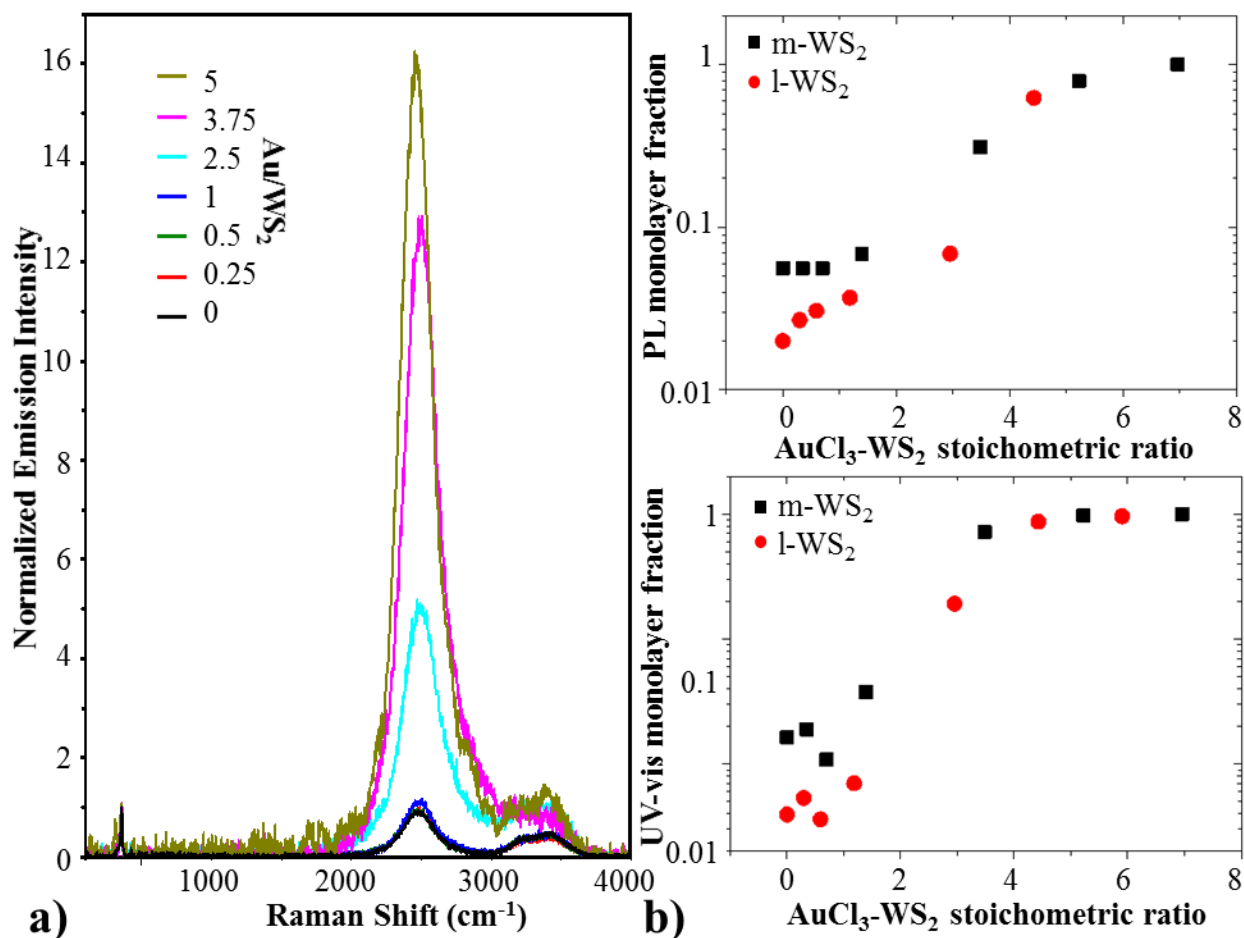 16
14
12
10
8
6
4
2
0
Normalized Emission Intensity
5
3.75
2.5
1
0.5
0.25
0
Au/WS₂
1000
2000
3000
4000
Raman Shift (cm⁻¹)
a)
m-WS₂
l-WS₂
1
0.1
0.01
PL monolayer fraction
0
2
4
6
8
AuCl₃-WS₂ stoichometric ratio
m-WS₂
l-WS₂
1
0.1
0.01
UV-vis monolayer fraction
0
2
4
6
8
AuCl₃-WS₂ stoichometric ratio
b)